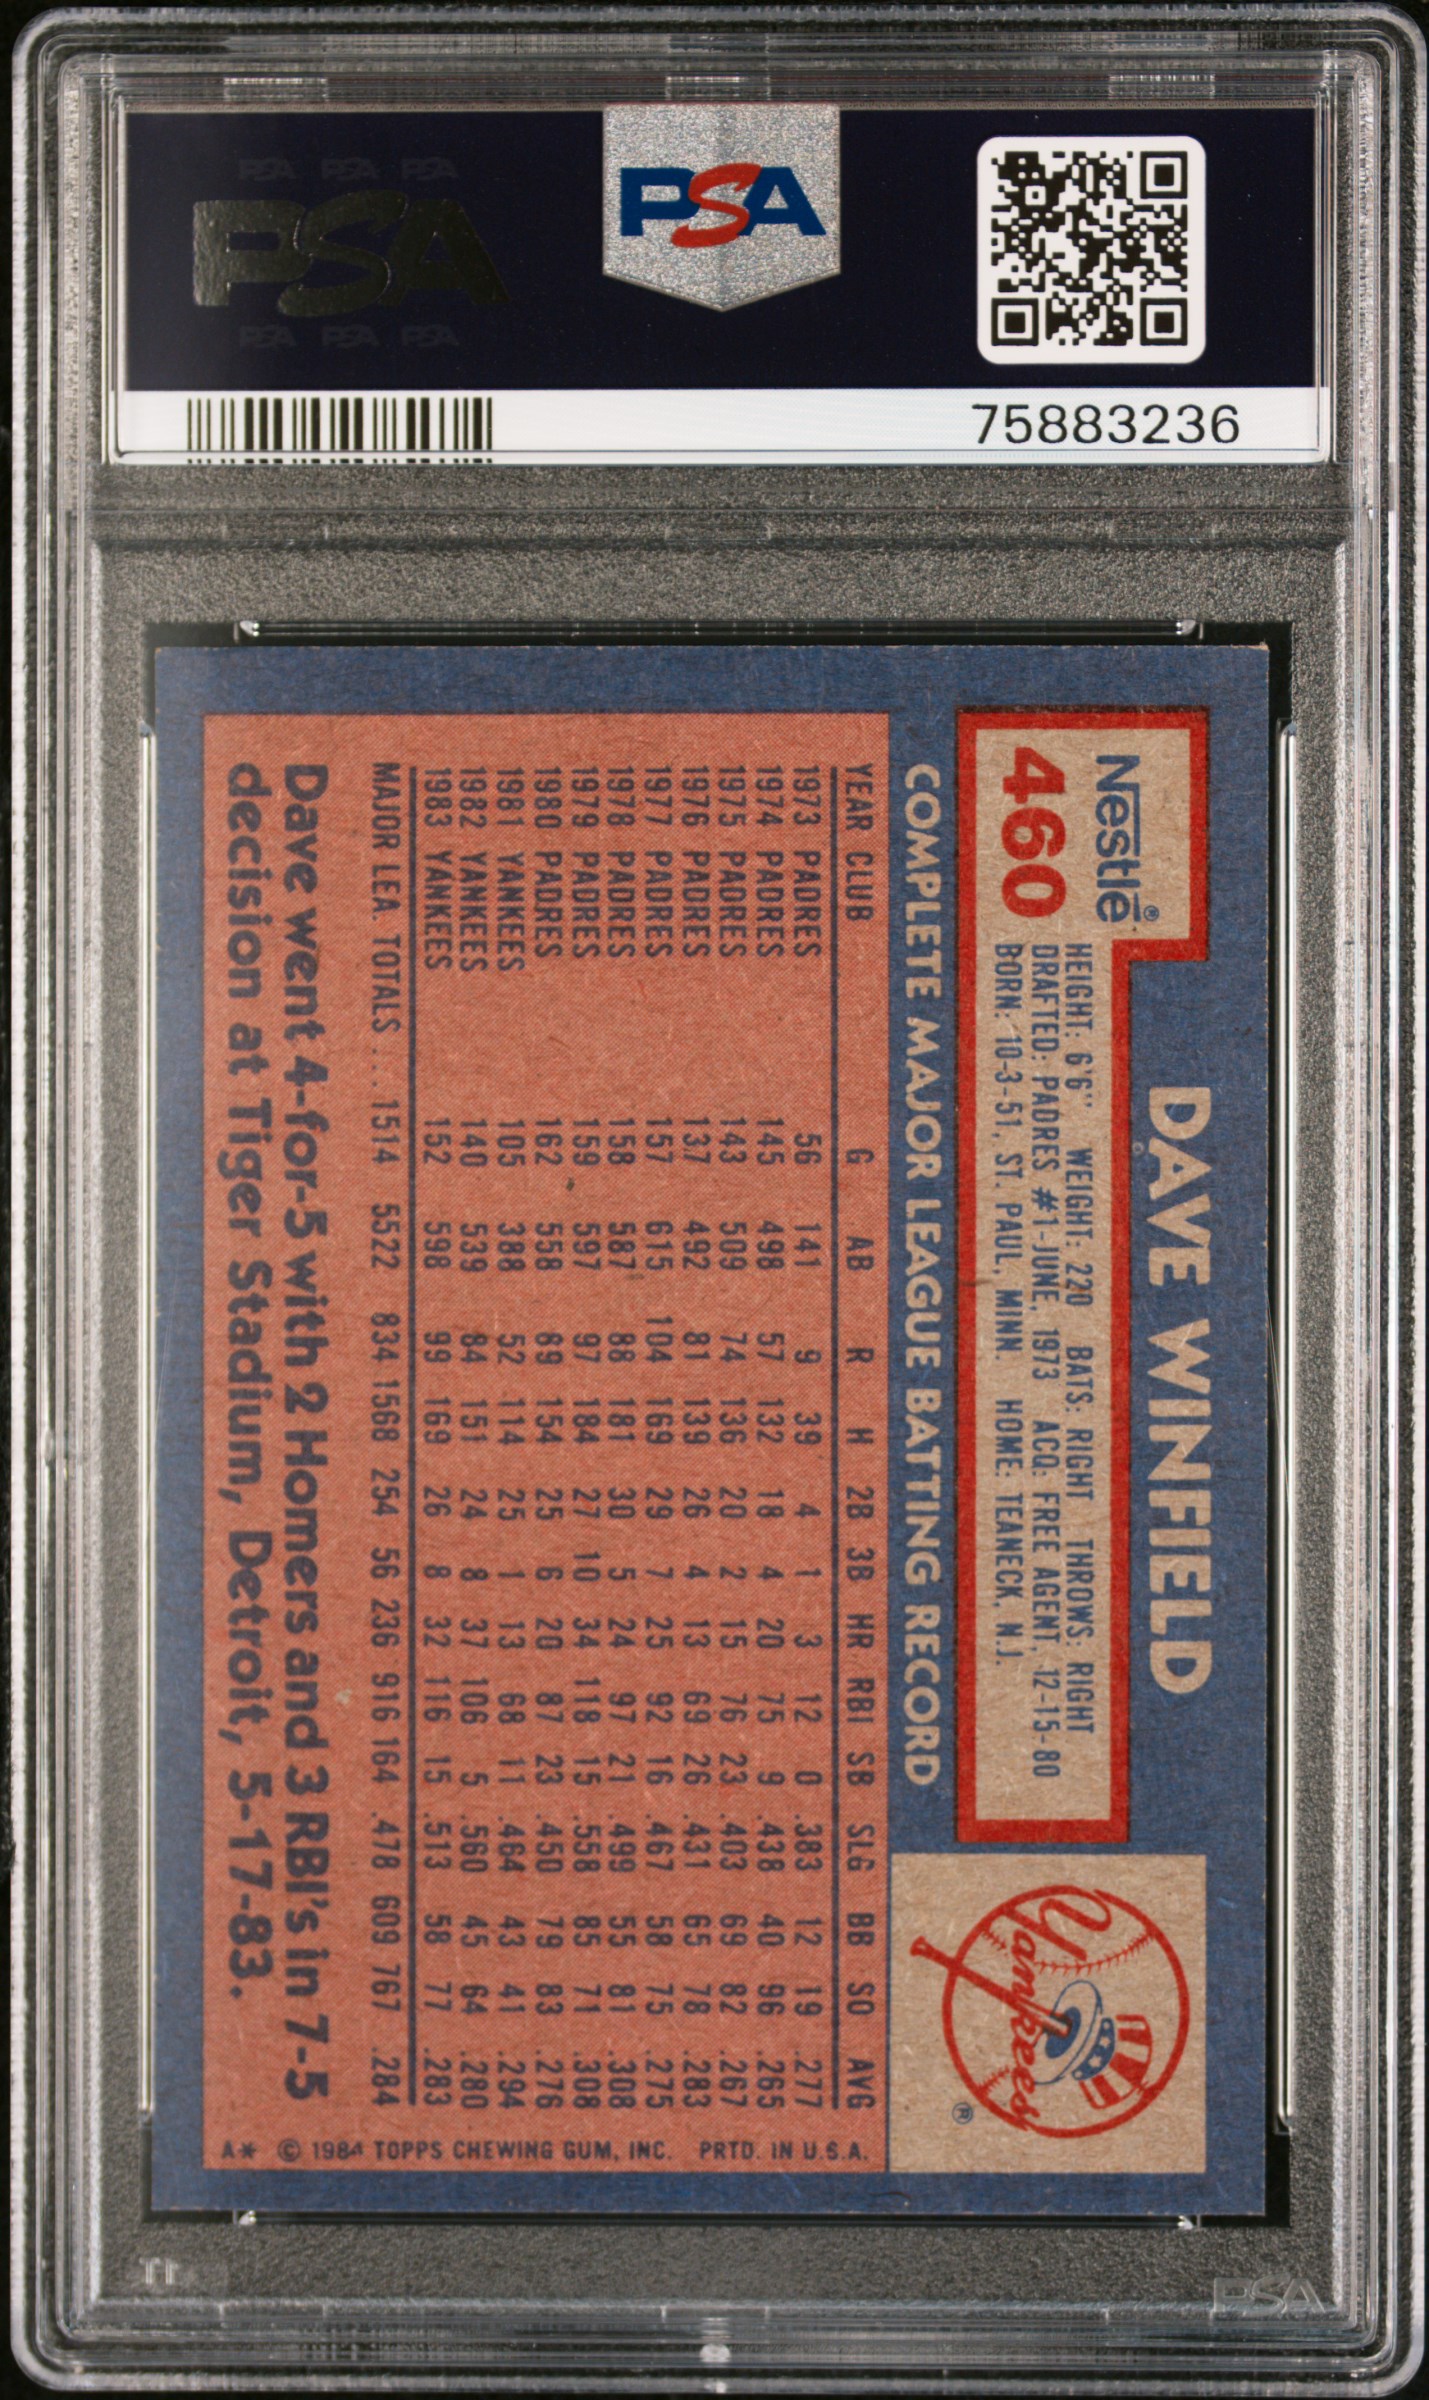 PSA PSA PSA
PSA
PSA PSA PSA
PSA
75883236
Nestlé®
460
DAVE WINFIELD
HEIGHT: 6'6" WEIGHT: 220 BATS: RIGHT THROWS: RIGHT
DRAFTED: PADRES #1-JUNE, 1973 ACQ: FREE AGENT, 12-15-80
BORN: 10-3-51, ST. PAUL, MINN. HOME: TEANECK, N.J.
Yankees ®
COMPLETE MAJOR LEAGUE BATTING RECORD
YEAR CLUB G AB R H 2B 3B HR RBI SB SLG BB SO AVG
1973 PADRES 56 141 9 39 4 1 3 12 0 .383 12 19 .277
1974 PADRES 145 498 57 132 18 4 20 75 9 .438 40 96 .265
1975 PADRES 143 509 74 136 20 2 15 76 23 .403 69 82 .267
1976 PADRES 137 492 81 139 26 4 13 69 26 .431 65 78 .283
1977 PADRES 157 615 104 169 29 7 25 92 16 .467 58 75 .275
1978 PADRES 158 587 88 181 30 5 24 97 21 .499 55 81 .308
1979 PADRES 159 597 97 184 27 10 34 118 15 .558 85 71 .308
1980 PADRES 162 558 89 154 25 6 20 87 23 .450 79 83 .276
1981 YANKEES 105 388 52 114 25 1 13 68 11 .464 43 41 .294
1982 YANKEES 140 539 84 151 24 8 37 106 5 .560 45 64 .280
1983 YANKEES 152 598 99 169 26 8 32 116 15 .513 58 77 .283
MAJOR LEA. TOTALS ... 1514 5522 834 1568 254 56 236 916 164 .478 609 767 .284
Dave went 4-for-5 with 2 Homers and 3 RBI's in 7-5
decision at Tiger Stadium, Detroit, 5-17-83.
A* © 1984 TOPPS CHEWING GUM, INC. PRTD. IN U.S.A.
PSA